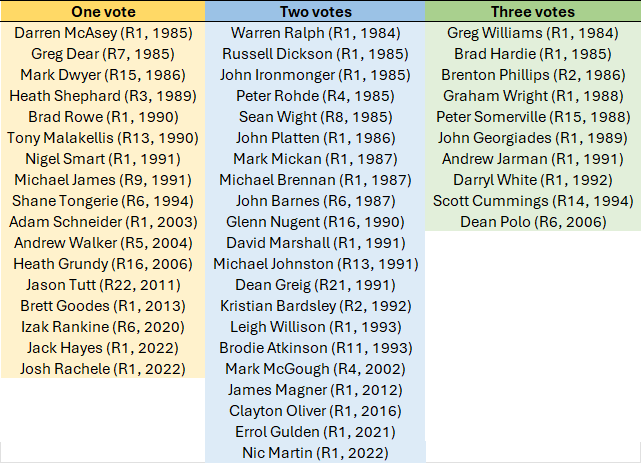 One vote Two votes Three votes
Darren McAsey (R1, 1985) Warren Ralph (R1, 1984) Greg Williams (R1, 1984)
Greg Dear (R7, 1985) Russell Dickson (R1, 1985) Brad Hardie (R1, 1985)
Mark Dwyer (R15, 1986) John Ironmonger (R1, 1985) Brenton Phillips (R2, 1986)
Heath Shephard (R3, 1989) Peter Rohde (R4, 1985) Graham Wright (R1, 1988)
Brad Rowe (R1, 1990) Sean Wight (R8, 1985) Peter Somerville (R15, 1988)
Tony Malakellis (R13, 1990) John Platten (R1, 1986) John Georgiades (R1, 1989)
Nigel Smart (R1, 1991) Mark Mickan (R1, 1987) Andrew Jarman (R1, 1991)
Michael James (R9, 1991) Michael Brennan (R1, 1987) Darryl White (R1, 1992)
Shane Tongerie (R6, 1994) John Barnes (R6, 1987) Scott Cummings (R14, 1994)
Adam Schneider (R1, 2003) Glenn Nugent (R16, 1990) Dean Polo (R6, 2006)
Andrew Walker (R5, 2004) David Marshall (R1, 1991)
Heath Grundy (R16, 2006) Michael Johnston (R13, 1991)
Jason Tutt (R22, 2011) Dean Greig (R21, 1991)
Brett Goodes (R1, 2013) Kristian Bardsley (R2, 1992)
Izak Rankine (R6, 2020) Leigh Willison (R1, 1993)
Jack Hayes (R1, 2022) Brodie Atkinson (R11, 1993)
Josh Rachele (R1, 2022) Mark McGough (R4, 2002)
James Magner (R1, 2012)
Clayton Oliver (R1, 2016)
Errol Gulden (R1, 2021)
Nic Martin (R1, 2022)